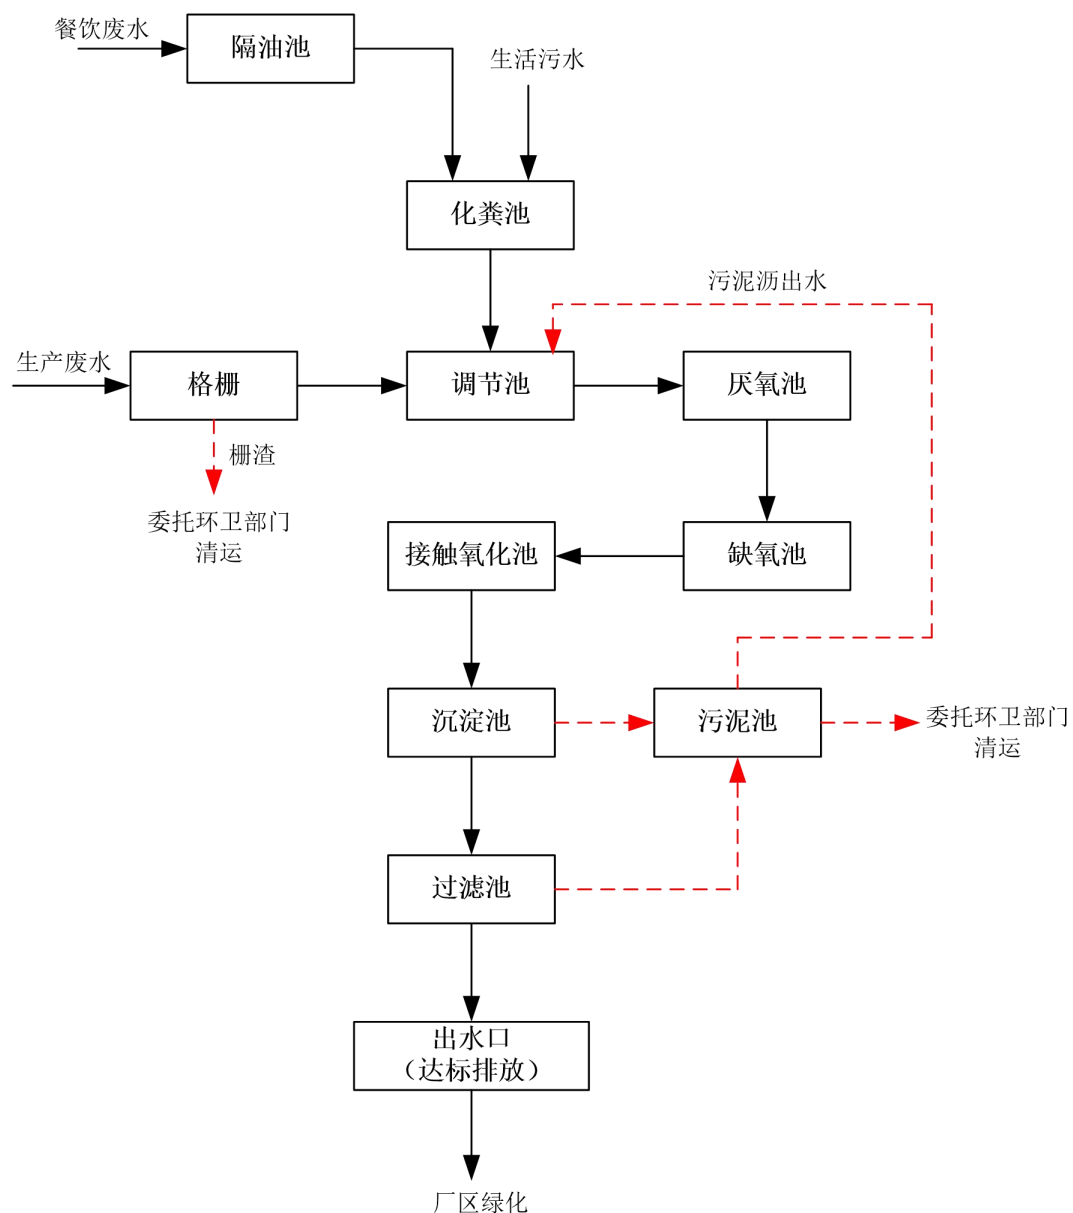 餐饮废水
隔油池
生活污水
化粪池
污泥沥出水
生产废水
格栅
调节池
厌氧池
栅渣
委托环卫部门
清运
接触氧化池
缺氧池
沉淀池
污泥池
委托环卫部门
清运
过滤池
出水口
（达标排放）
厂区绿化